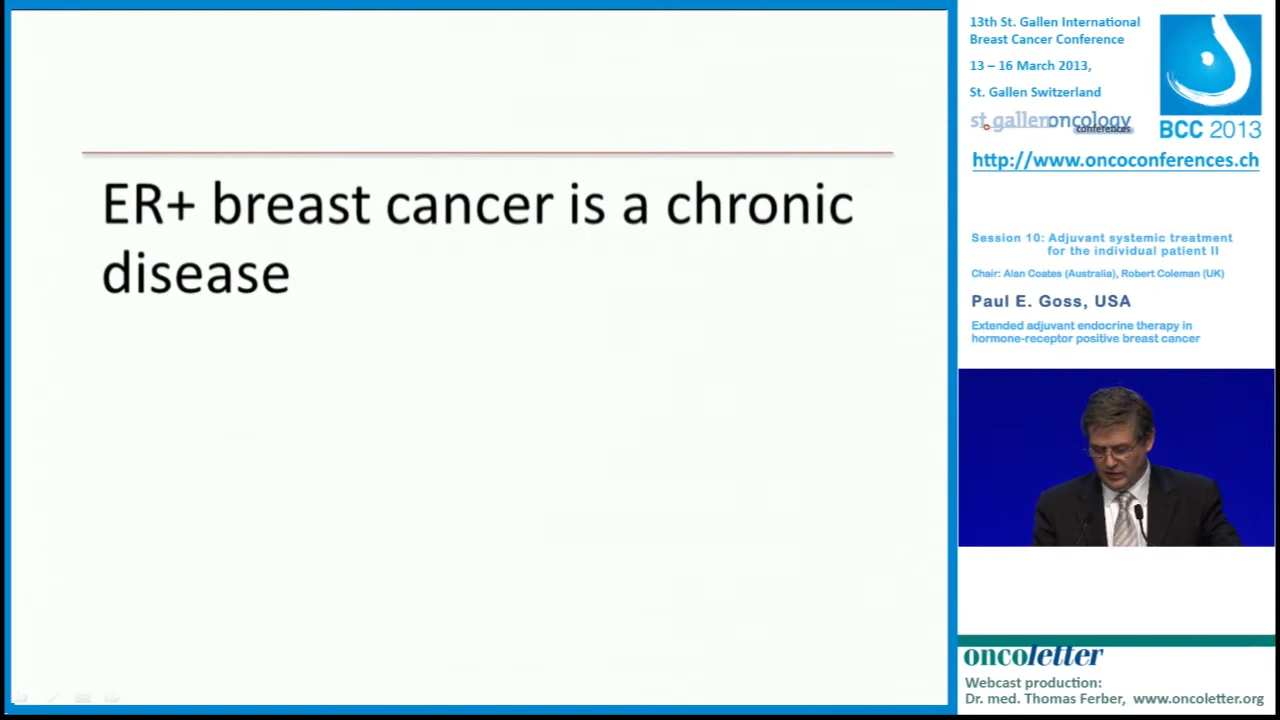 ER+ breast cancer is a chronic
disease
13th St. Gallen International
Breast Cancer Conference
13 – 16 March 2013,
St. Gallen Switzerland
st.gallenoncology
conferences
BCC 2013
http://www.oncoconferences.ch
Session 10: Adjuvant systemic treatment
for the individual patient II
Chair: Alan Coates (Australia), Robert Coleman (UK)
Paul E. Goss, USA
Extended adjuvant endocrine therapy in
hormone-receptor positive breast cancer
oncoletter
Webcast production:
Dr. med. Thomas Ferber, www.oncoletter.org